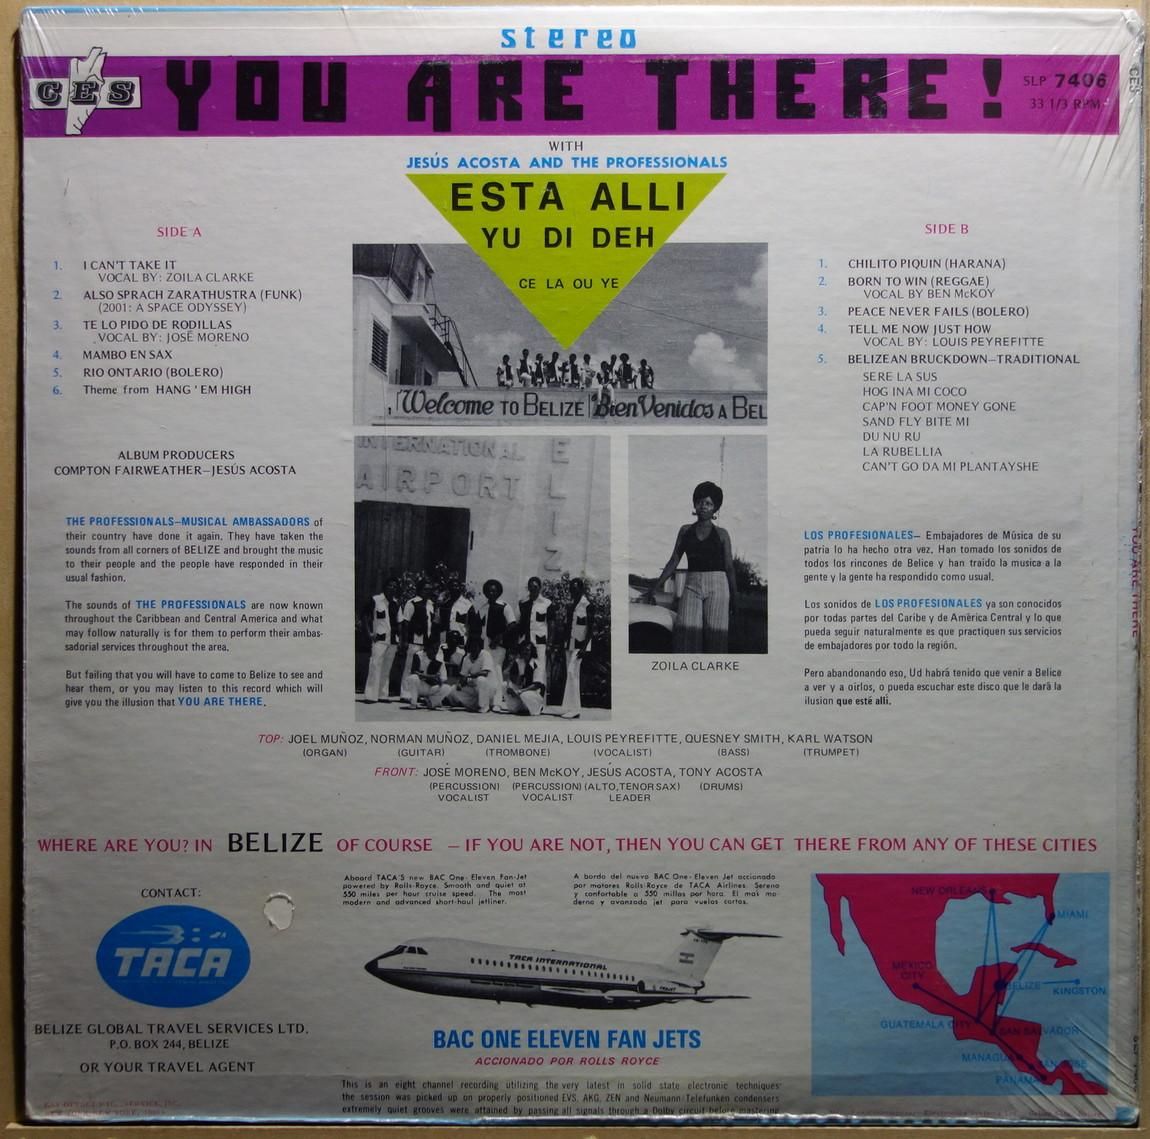 stereo
CES
YOU ARE THERE!
SLP 7406
33 1/3 RPM
WITH
JESÚS ACOSTA AND THE PROFESSIONALS
ESTA ALLI
YU DI DEH
CE LA OU YE
SIDE A
1. I CAN'T TAKE IT
VOCAL BY: ZOILA CLARKE
2. ALSO SPRACH ZARATHUSTRA (FUNK)
(2001: A SPACE ODYSSEY)
3. TE LO PIDO DE RODILLAS
VOCAL BY: JOSÉ MORENO
4. MAMBO EN SAX
5. RIO ONTARIO (BOLERO)
6. Theme from HANG 'EM HIGH
ALBUM PRODUCERS
COMPTON FAIRWEATHER–JESÚS ACOSTA
SIDE B
1. CHILITO PIQUIN (HARANA)
2. BORN TO WIN (REGGAE)
VOCAL BY BEN McKOY
3. PEACE NEVER FAILS (BOLERO)
4. TELL ME NOW JUST HOW
VOCAL BY: LOUIS PEYREFITTE
5. BELIZEAN BRUCKDOWN–TRADITIONAL
SERE LA SUS
HOG INA MI COCO
CAP'N FOOT MONEY GONE
SAND FLY BITE MI
DU NU RU
LA RUBELLIA
CAN'T GO DA MI PLANTAYSHE
Welcome TO BELIZE BienVenidos A BEL
INTERNATIONAL
AIRPORT
BELIZ
ZOILA CLARKE
THE PROFESSIONALS–MUSICAL AMBASSADORS of
their country have done it again. They have taken the
sounds from all corners of BELIZE and brought the music
to their people and the people have responded in their
usual fashion.
The sounds of THE PROFESSIONALS are now known
throughout the Caribbean and Central America and what
may follow naturally is for them to perform their ambas-
sadorial services throughout the area.
But failing that you will have to come to Belize to see and
hear them, or you may listen to this record which will
give you the illusion that YOU ARE THERE.
LOS PROFESIONALES– Embajadores de Música de su
patria lo ha hecho otra vez. Han tomado los sonidos de
todos los rincones de Belice y han traido la musica a la
gente y la gente ha respondido como usual.
Los sonidos de LOS PROFESIONALES ya son conocidos
por todas partes del Caribe y de América Central y lo que
pueda seguir naturalmente es que practiquen sus servicios
de embajadores por todo la región.
Pero abandonando eso, Ud habrá tenido que venir a Belice
a ver y a oirlos, o pueda escuchar este disco que le dará la
ilusion que esté alli.
TOP: JOEL MUÑOZ, NORMAN MUÑOZ, DANIEL MEJIA, LOUIS PEYREFITTE, QUESNEY SMITH, KARL WATSON
(ORGAN) (GUITAR) (TROMBONE) (VOCALIST) (BASS) (TRUMPET)
FRONT: JOSÉ MORENO, BEN McKOY, JESÚS ACOSTA, TONY ACOSTA
(PERCUSSION) (PERCUSSION) (ALTO,TENOR SAX) (DRUMS)
VOCALIST VOCALIST LEADER
WHERE ARE YOU? IN BELIZE OF COURSE – IF YOU ARE NOT, THEN YOU CAN GET THERE FROM ANY OF THESE CITIES
CONTACT:
TACA
BELIZE GLOBAL TRAVEL SERVICES LTD.
P.O. BOX 244, BELIZE
OR YOUR TRAVEL AGENT
Aboard TACA'S new BAC One-Eleven Fan-Jet
powered by Rolls-Royce. Smooth and quiet at
550 miles per hour cruise speed. The most
modern and advanced short-haul jetliner.
A bordo del nuevo BAC One-Eleven Jet accionado
por motores Rolls-Royce de TACA Airlines. Sereno
y confortable a 550 millas por hora. El más mo-
derno y avanzado jet para vuelos cortos.
TACA INTERNATIONAL
BAC ONE ELEVEN FAN JETS
ACCIONADO POR ROLLS ROYCE
This is an eight channel recording utilizing the very latest in solid state electronic techniques
the session was picked up on properly positioned EVS, AKG, ZEN and Neumann-Telefunken condensers
extremely quiet grooves were attained by passing all signals through a Dolby circuit before mastering
NEW ORLEANS
MIAMI
MEXICO
CITY
BELIZE
KINGSTON
GUATEMALA CITY
SAN SALVADOR
MANAGUA
SAN JOSE
PANAMA
YOU ARE THERE